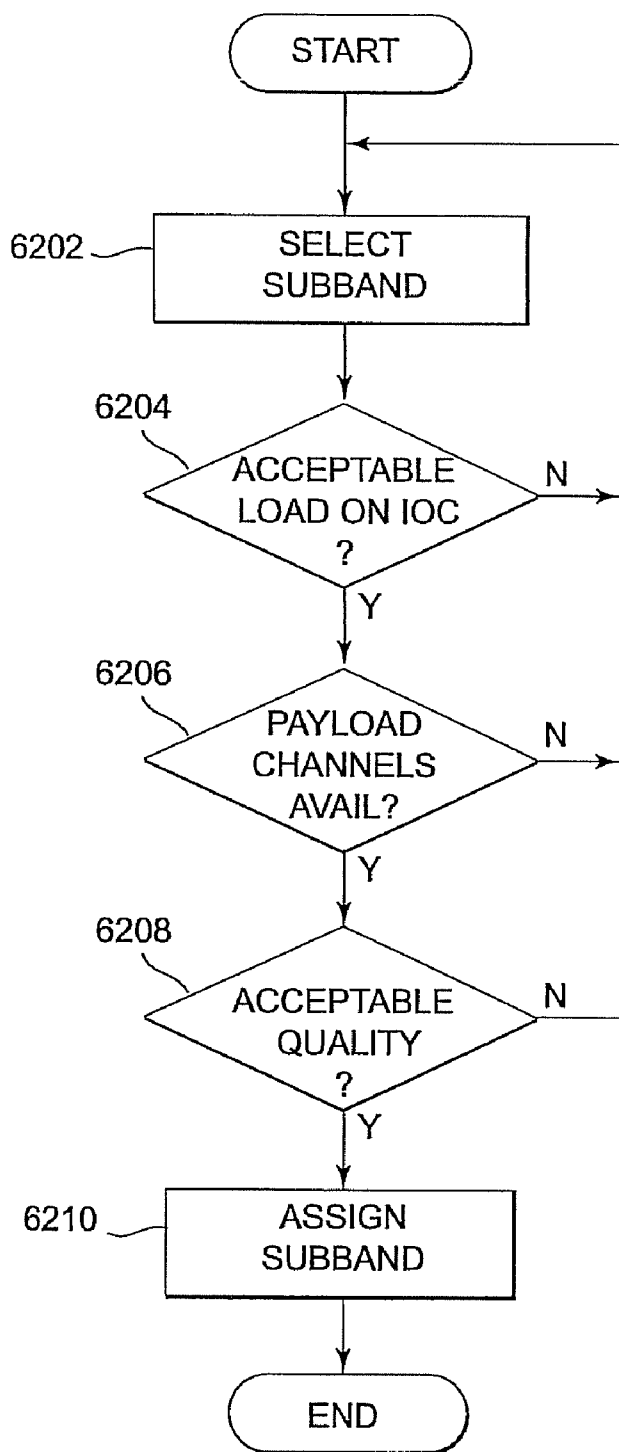 START
6202
SELECT
SUBBAND
6204
ACCEPTABLE
LOAD ON IOC
?
N
Y
6206
PAYLOAD
CHANNELS
AVAIL?
N
Y
6208
ACCEPTABLE
QUALITY
?
N
Y
6210
ASSIGN
SUBBAND
END